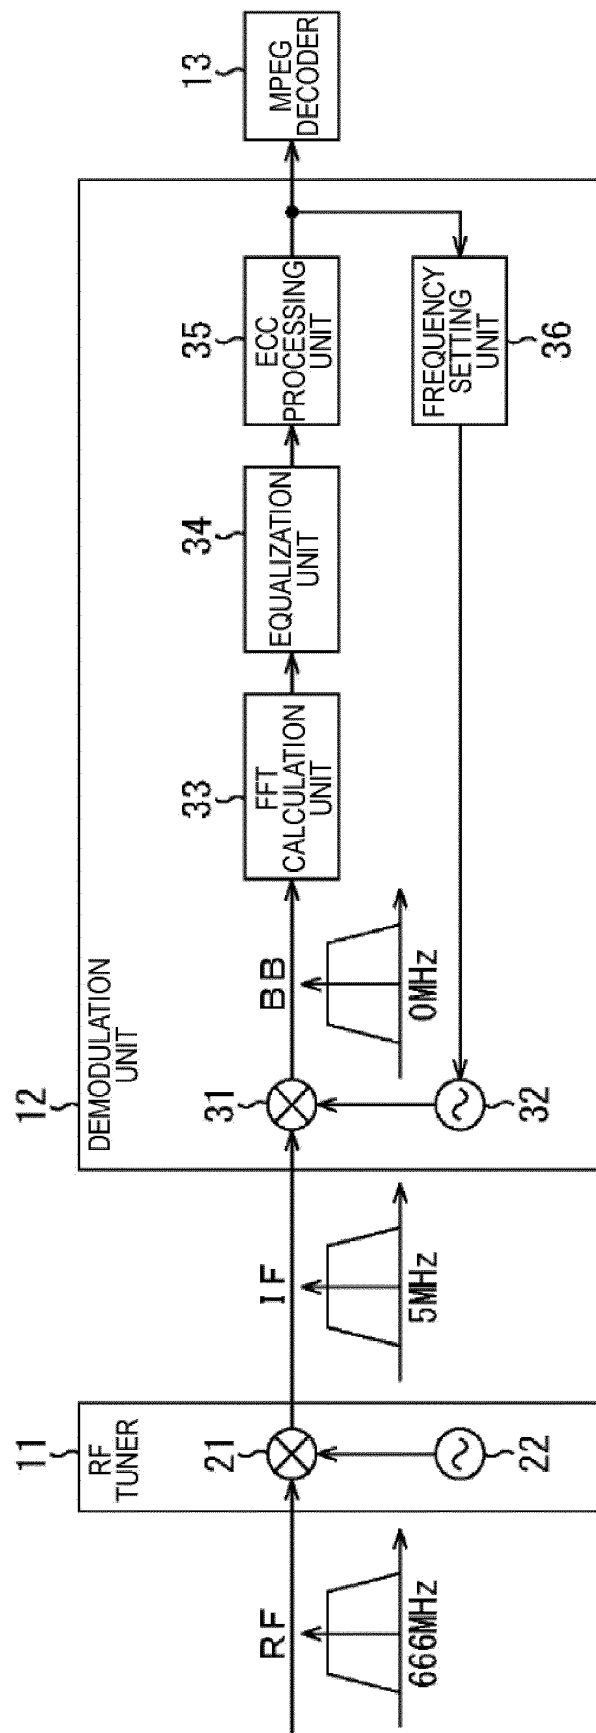 RF
666MHz
11
RF
TUNER
21
22
IF
5MHz
12
DEMODULATION
UNIT
31
32
BB
0MHz
33
FFT
CALCULATION
UNIT
34
EQUALIZATION
UNIT
35
ECC
PROCESSING
UNIT
36
FREQUENCY
SETTING
UNIT
13
MPEG
DECODER